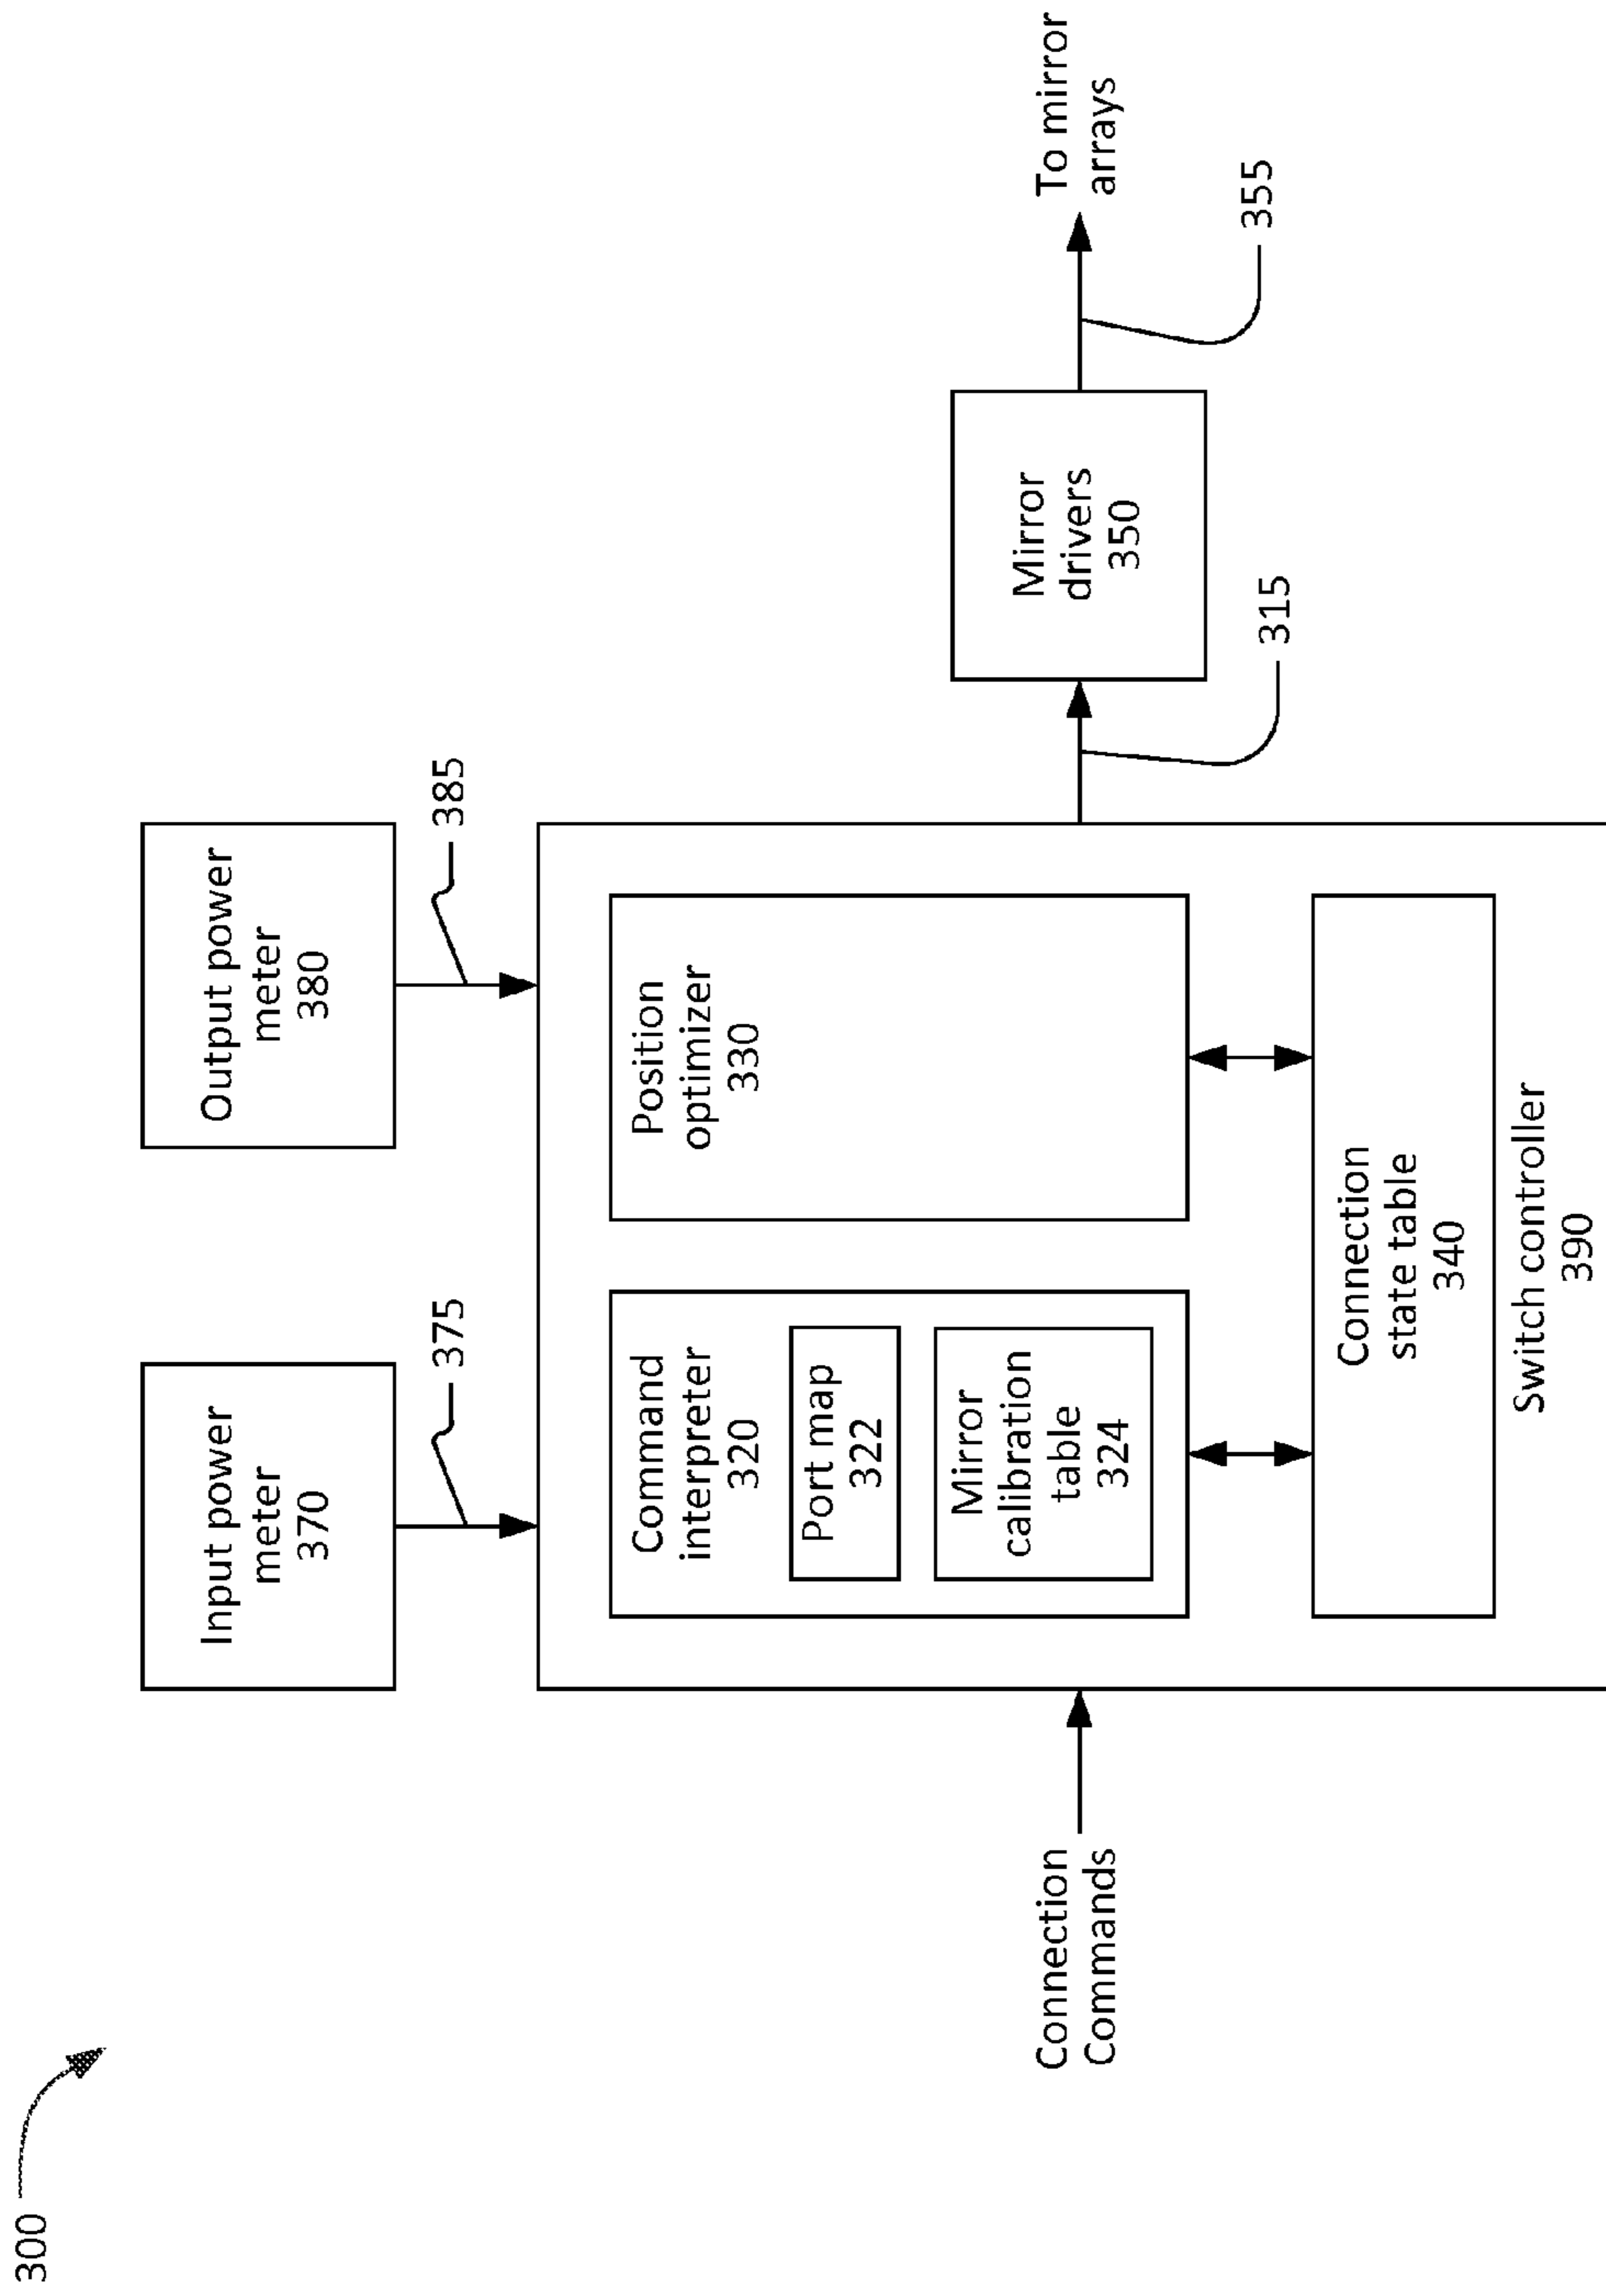 300
Input power
meter
370
375
Output power
meter
380
385
Connection
Commands
Command
interpreter
320
Port map
322
Mirror
calibration
table
324
Position
optimizer
330
Connection
state table
340
Switch controller
390
315
Mirror
drivers
350
355
To mirror
arrays